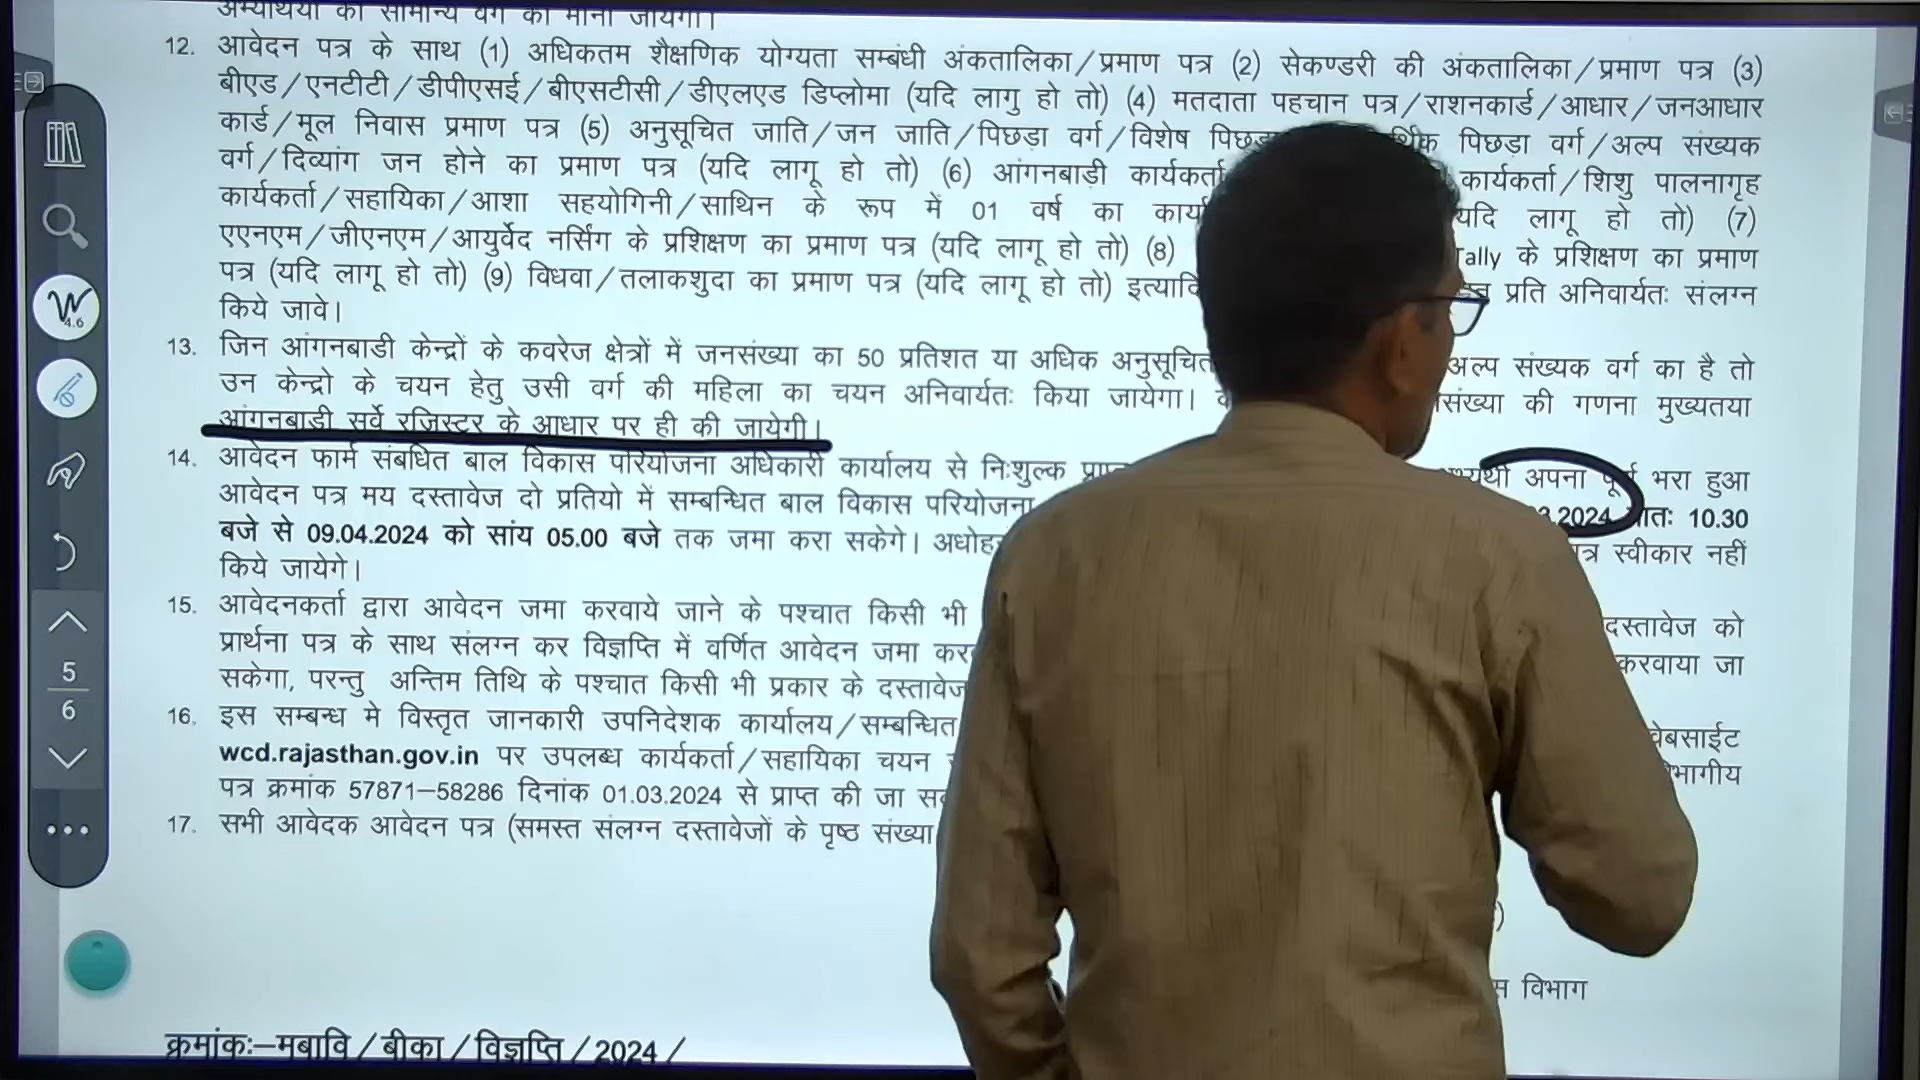 12. आवेदन पत्र के साथ (1) अधिकतम शैक्षणिक योग्यता सम्बंधी अंकतालिका/प्रमाण पत्र (2) सेकण्डरी की अंकतालिका/प्रमाण पत्र (3)
बीएड/एनटीटी/डीपीएसई/बीएसटीसी/डीएलएड डिप्लोमा (यदि लागु हो तो) (4) मतदाता पहचान पत्र/राशनकार्ड/आधार/जनआधार
कार्ड/मूल निवास प्रमाण पत्र (5) अनुसूचित जाति/जन जाति/पिछड़ा वर्ग/विशेष पिछड़ा वर्ग/अल्प संख्यक
वर्ग/दिव्यांग जन होने का प्रमाण पत्र (यदि लागू हो तो) (6) आंगनबाडी कार्यकर्ता कार्यकर्ता/शिशु पालनागृह
कार्यकर्ता/सहायिका/आशा सहयोगिनी/साथिन के रूप में 01 वर्ष का यदि लागू हो तो) (7)
एएनएम/जीएनएम/आयुर्वेद नर्सिंग के प्रशिक्षण का प्रमाण पत्र (यदि लागू हो तो) (8) के प्रशिक्षण का प्रमाण
पत्र (यदि लागू हो तो) (9) विधवा/तलाकशुदा का प्रमाण पत्र (यदि लागू हो तो) प्रति अनिवार्यतः संलग्न
किये जावे।
13. जिन आंगनबाडी केन्द्रों के कवरेज क्षेत्रों में जनसंख्या का 50 प्रतिशत या अधिक अनुसूचित अल्प संख्यक वर्ग का है तो
उन केन्द्रो के चयन हेतु उसी वर्ग की महिला का चयन अनिवार्यतः किया जायेगा। की गणना मुख्यतया
आंगनबाडी सर्वे रजिस्टर के आधार पर ही की जायेगी।
14. आवेदन फार्म संबधित बाल विकास परियोजना अधिकारी कार्यालय से निःशुल्क अपना पूर्ण भरा हुआ
आवेदन पत्र मय दस्तावेज दो प्रतियो में सम्बन्धित बाल विकास परियोजना 2024 प्रातः 10.30
बजे से 09.04.2024 को सांय 05.00 बजे तक जमा करा सकेगे। स्वीकार नहीं
किये जायेगे।
15. आवेदनकर्ता द्वारा आवेदन जमा करवाये जाने के पश्चात किसी भी दस्तावेज को
प्रार्थना पत्र के साथ संलग्न कर विज्ञप्ति में वर्णित आवेदन जमा करवाया जा
सकेगा, परन्तु अन्तिम तिथि के पश्चात किसी भी प्रकार के दस्तावेज
16. इस सम्बन्ध मे विस्तृत जानकारी उपनिदेशक कार्यालय/सम्बन्धित वेबसाईट
wcd.rajasthan.gov.in पर उपलब्ध कार्यकर्ता/सहायिका चयन
पत्र क्रमांक 57871–58286 दिनांक 01.03.2024 से प्राप्त की जा
17. सभी आवेदक आवेदन पत्र (समस्त संलग्न दस्तावेजों के पृष्ठ संख्या
विभाग
क्रमांकः–मबावि/बीका/विज्ञप्ति/2024/
5
6